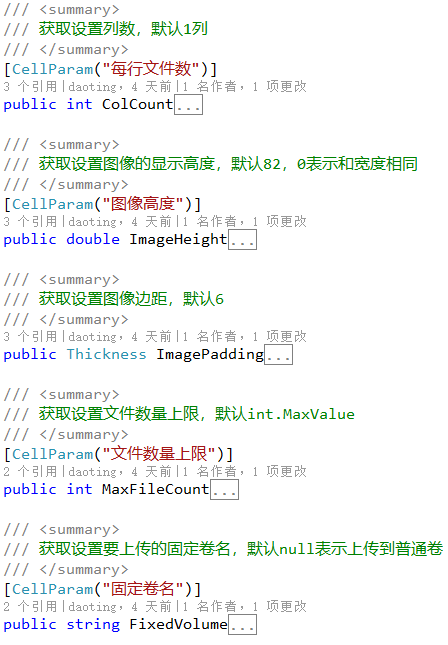 /// <summary>
/// 获取设置列数，默认1列
/// </summary>
[CellParam("每行文件数")]
3 个引用|daoting，4 天前|1 名作者，1 项更改
public int ColCount...
/// <summary>
/// 获取设置图像的显示高度，默认82，0表示和宽度相同
/// </summary>
[CellParam("图像高度")]
3 个引用|daoting，4 天前|1 名作者，1 项更改
public double ImageHeight...
/// <summary>
/// 获取设置图像边距，默认6
/// </summary>
3 个引用|daoting，4 天前|1 名作者，1 项更改
public Thickness ImagePadding...
/// <summary>
/// 获取设置文件数量上限，默认int.MaxValue
/// </summary>
[CellParam("文件数量上限")]
2 个引用|daoting，4 天前|1 名作者，1 项更改
public int MaxFileCount...
/// <summary>
/// 获取设置要上传的固定卷名，默认null表示上传到普通卷
/// </summary>
[CellParam("固定卷名")]
2 个引用|daoting，4 天前|1 名作者，1 项更改
public string FixedVolume...